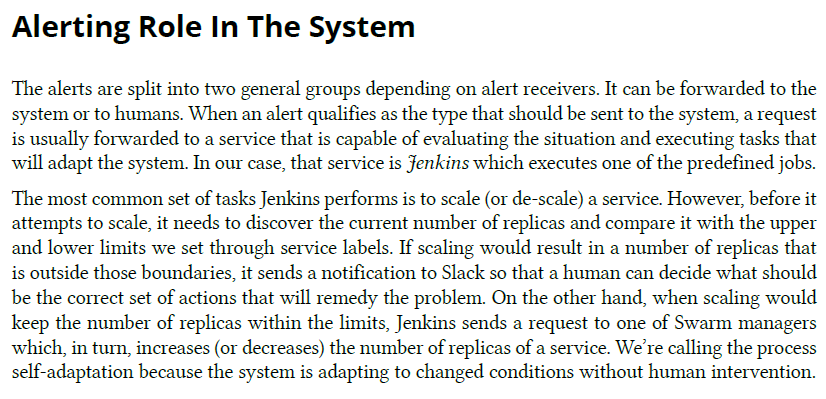 Alerting Role In The System
The alerts are split into two general groups depending on alert receivers. It can be forwarded to the
system or to humans. When an alert qualifies as the type that should be sent to the system, a request
is usually forwarded to a service that is capable of evaluating the situation and executing tasks that
will adapt the system. In our case, that service is Jenkins which executes one of the predefined jobs.
The most common set of tasks Jenkins performs is to scale (or de-scale) a service. However, before it
attempts to scale, it needs to discover the current number of replicas and compare it with the upper
and lower limits we set through service labels. If scaling would result in a number of replicas that
is outside those boundaries, it sends a notification to Slack so that a human can decide what should
be the correct set of actions that will remedy the problem. On the other hand, when scaling would
keep the number of replicas within the limits, Jenkins sends a request to one of Swarm managers
which, in turn, increases (or decreases) the number of replicas of a service. We’re calling the process
self-adaptation because the system is adapting to changed conditions without human intervention.